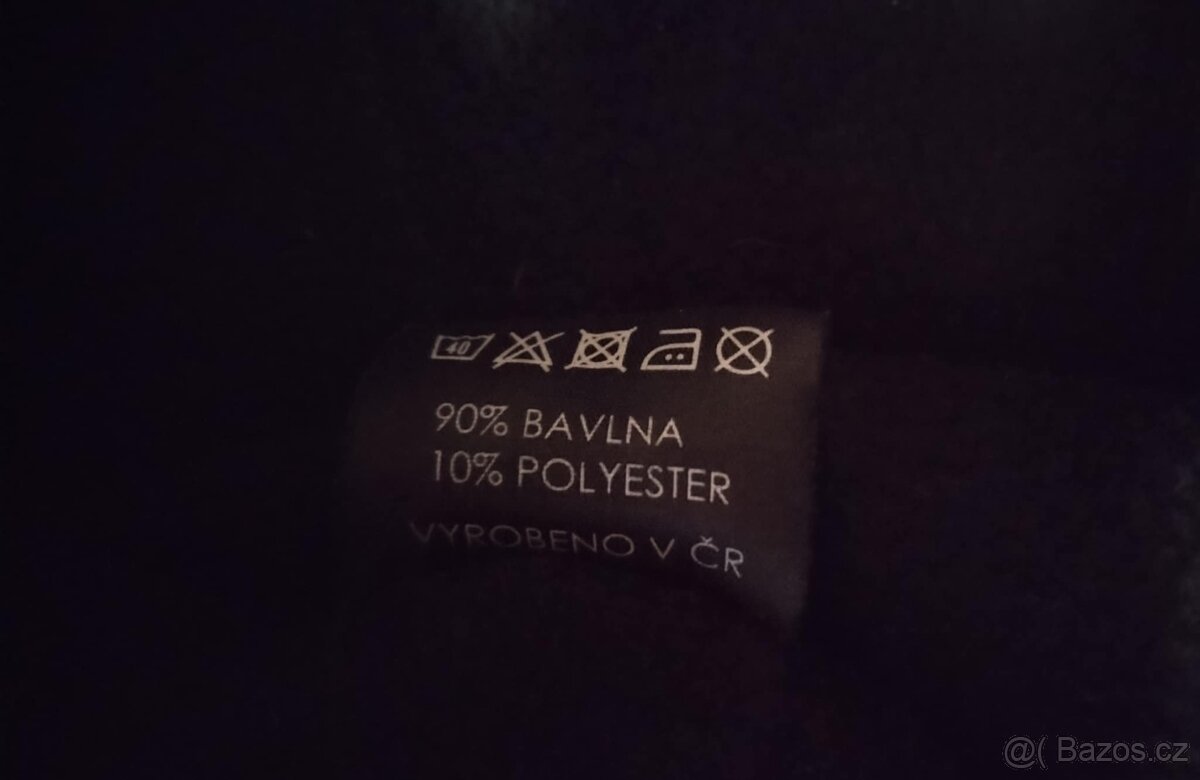 40
90% BAVLNA
10% POLYESTER
VYROBENO V ČR
@( Bazos.cz